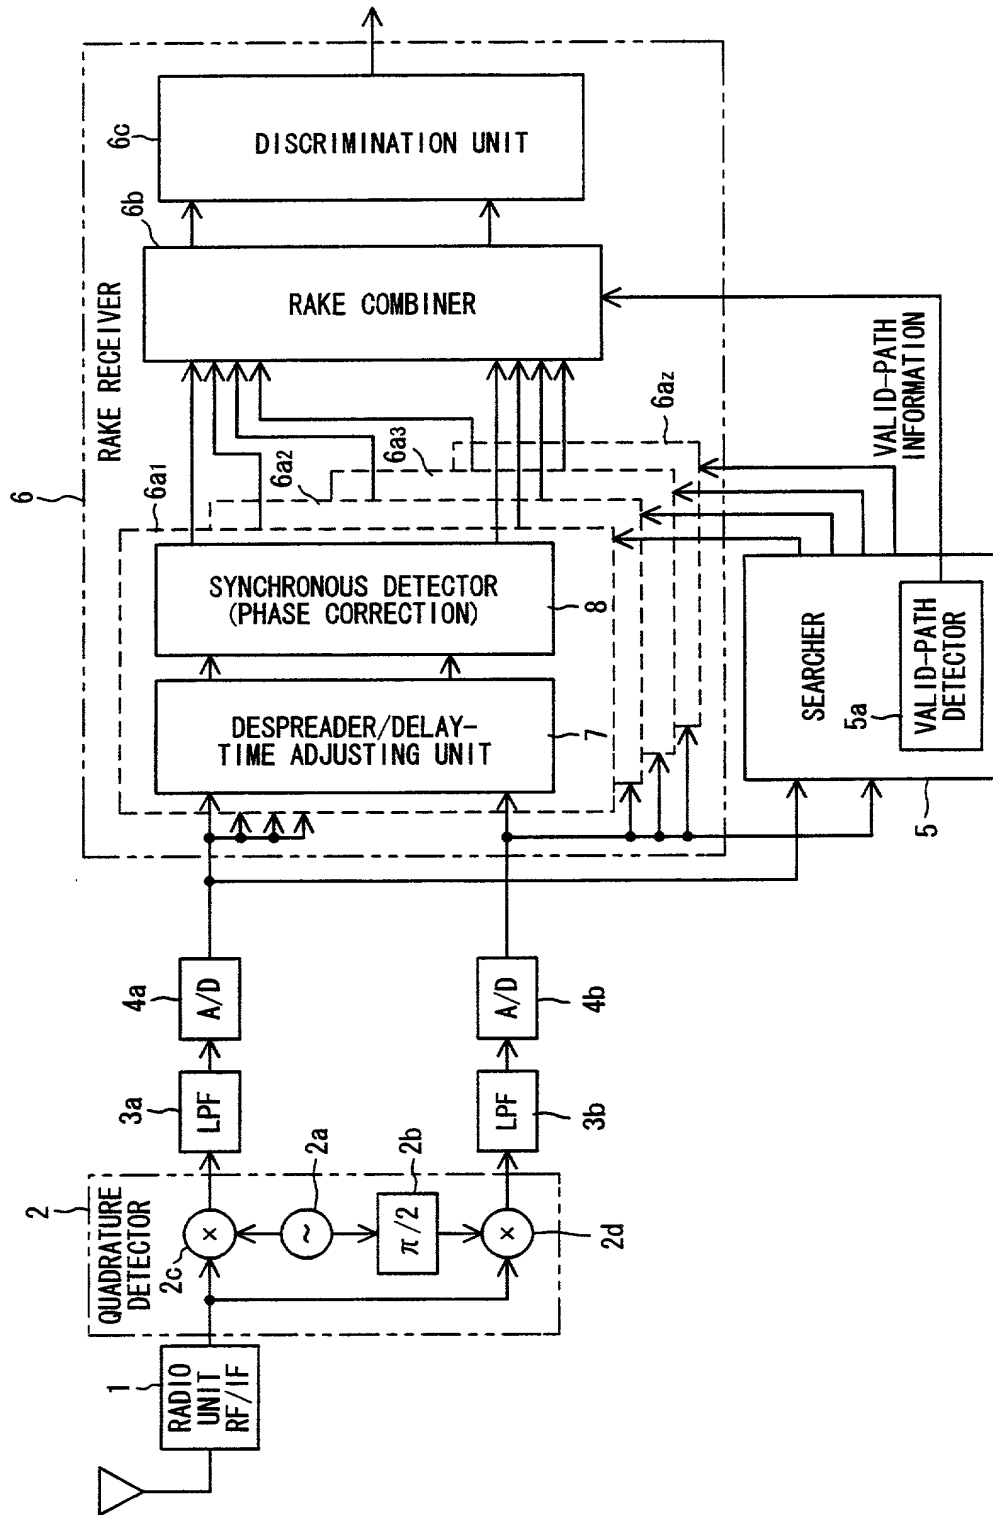 1
RADIO
UNIT
RF/IF
2
QUADRATURE
DETECTOR
2c
×
2a
~
2b
π/2
×
2d
3a
LPF
4a
A/D
3b
LPF
4b
A/D
6
RAKE RECEIVER
6a1
6a2
6a3
6az
DESPREADER/DELAY-
TIME ADJUSTING UNIT
7
SYNCHRONOUS DETECTOR
(PHASE CORRECTION)
8
6b
RAKE COMBINER
6c
DISCRIMINATION UNIT
VALID-PATH
INFORMATION
SEARCHER
5a
VALID-PATH
DETECTOR
5